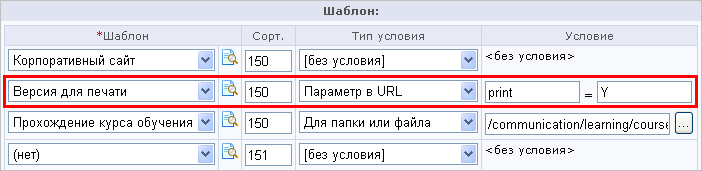 Шаблон:
*Шаблон Сорт. Тип условия Условие
Корпоративный сайт 150 [без условия] <без условия>
Версия для печати 150 Параметр в URL print = Y
Прохождение курса обучения 150 Для папки или файла /communication/learning/course ...
(нет) 151 [без условия] <без условия>